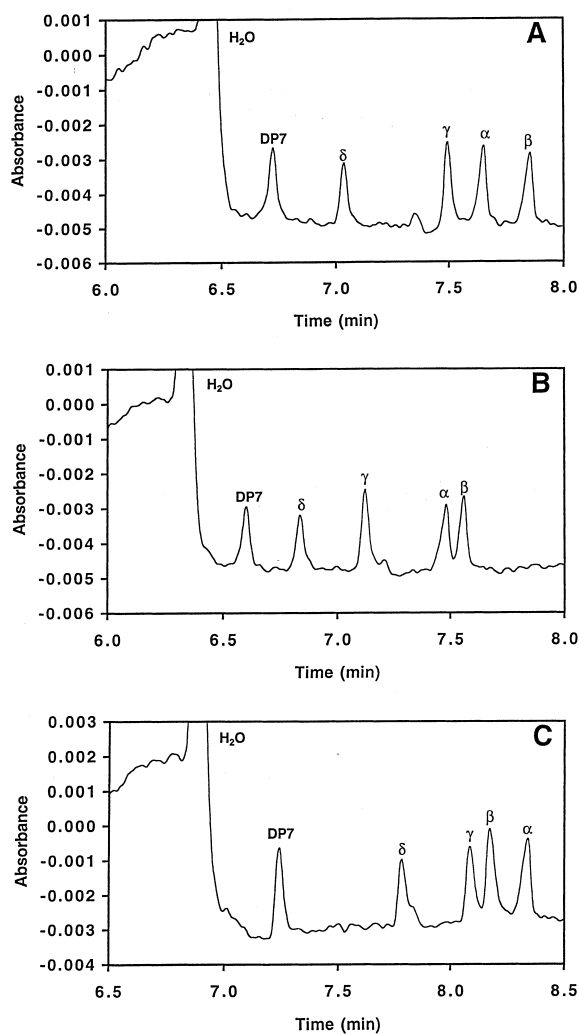 A
0.001
0.000
-0.001
-0.002
-0.003
-0.004
-0.005
-0.006
Absorbance
H₂O
DP7
δ
γ
α
β
6.0 6.5 7.0 7.5 8.0
Time (min)
B
0.001
0.000
-0.001
-0.002
-0.003
-0.004
-0.005
-0.006
Absorbance
H₂O
DP7
δ
γ
α
β
6.0 6.5 7.0 7.5 8.0
Time (min)
C
0.003
0.002
0.001
0.000
-0.001
-0.002
-0.003
-0.004
Absorbance
H₂O
DP7
δ
γ
β
α
6.5 7.0 7.5 8.0 8.5
Time (min)